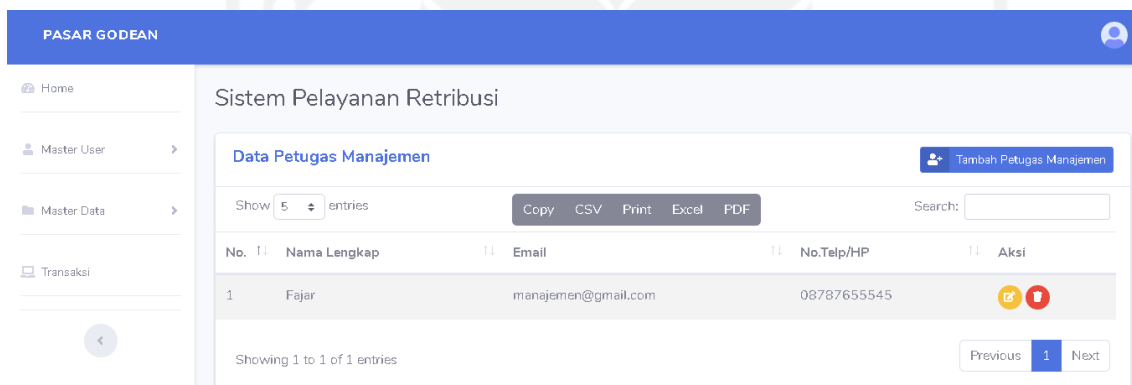 PASAR GODEAN
Home
Sistem Pelayanan Retribusi
Master User
Data Petugas Manajemen
Tambah Petugas Manajemen
Master Data
Show 5 entries
Copy CSV Print Excel PDF
Search:
No. Nama Lengkap Email No.Telp/HP Aksi
Transaksi
1 Fajar manajemen@gmail.com 08787655545
Showing 1 to 1 of 1 entries
Previous 1 Next